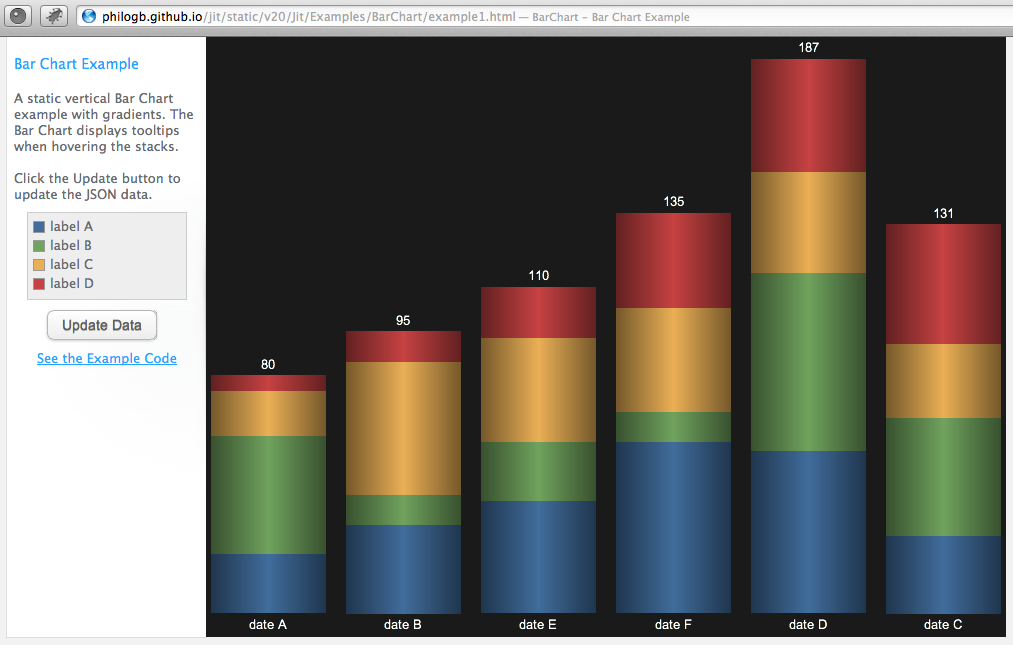 philogb.github.io/jit/static/v20/Jit/Examples/BarChart/example1.html — BarChart - Bar Chart Example
Bar Chart Example
A static vertical Bar Chart
example with gradients. The
Bar Chart displays tooltips
when hovering the stacks.
Click the Update button to
update the JSON data.
label A
label B
label C
label D
Update Data
See the Example Code
80
95
110
135
187
131
date A
date B
date E
date F
date D
date C